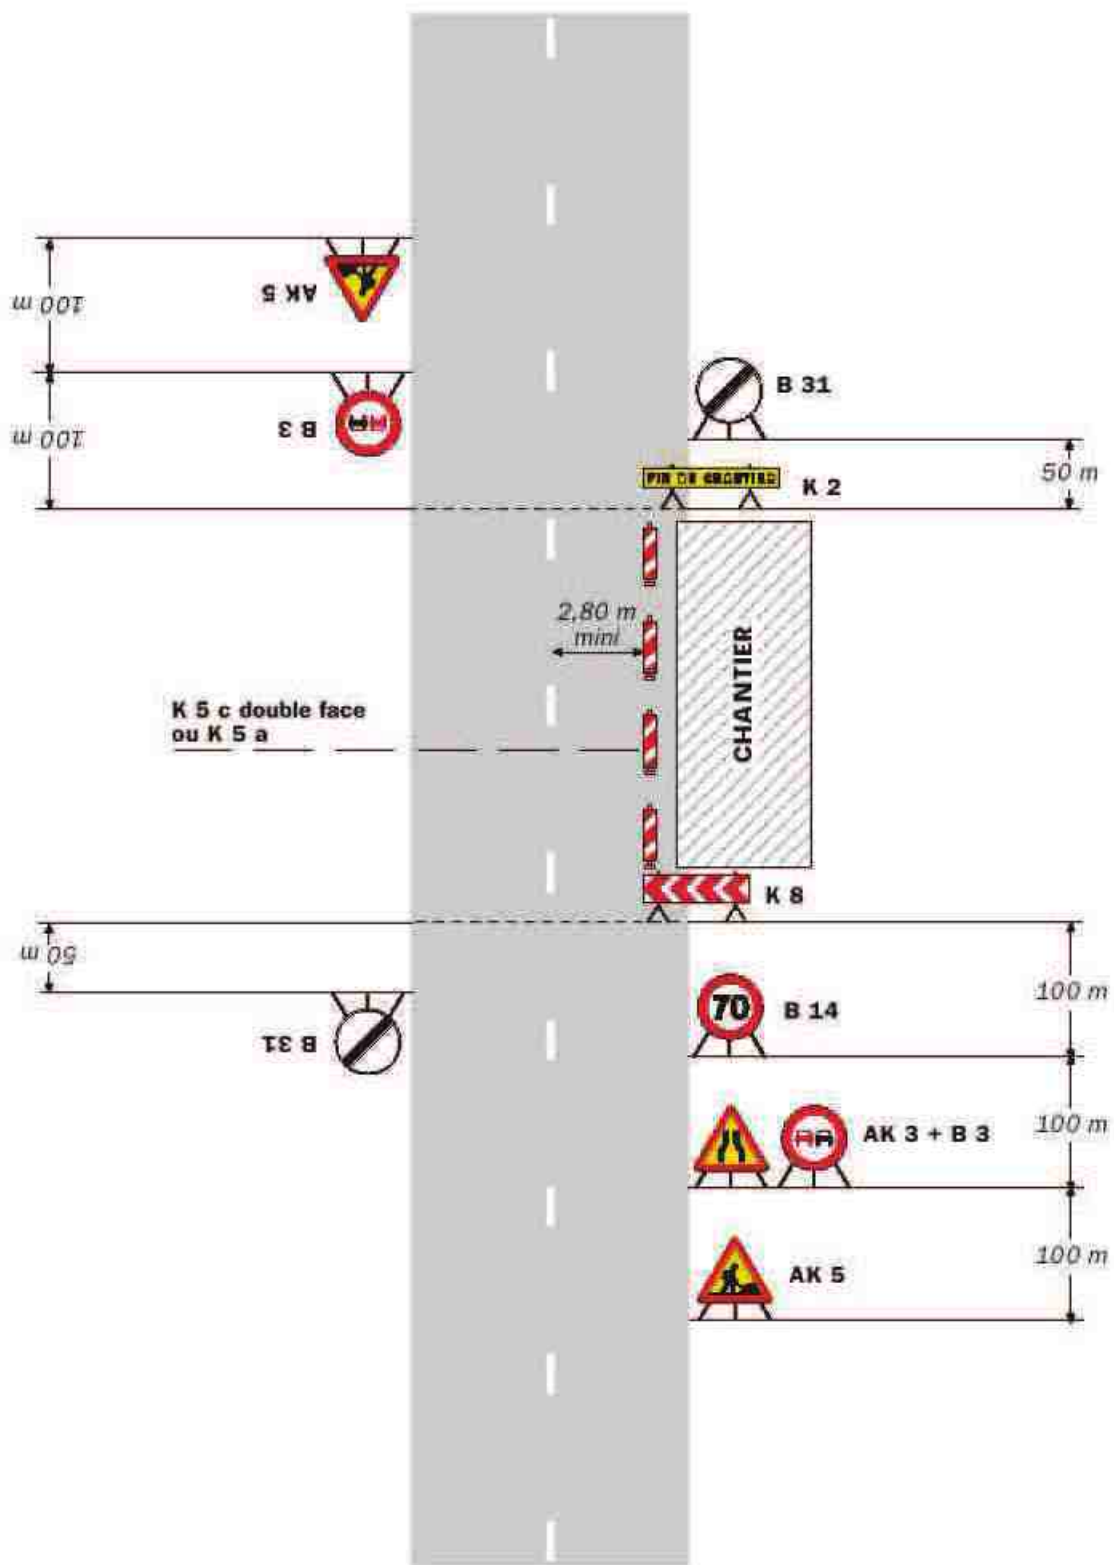 AK 5
100 m
B 31
B 3
100 m
FIN DE CHANTIER
K 2
50 m
2,80 m
mini
CHANTIER
K 5 c double face
ou K 5 a
K 8
50 m
B 31
70
B 14
100 m
AK 3 + B 3
100 m
AK 5
100 m